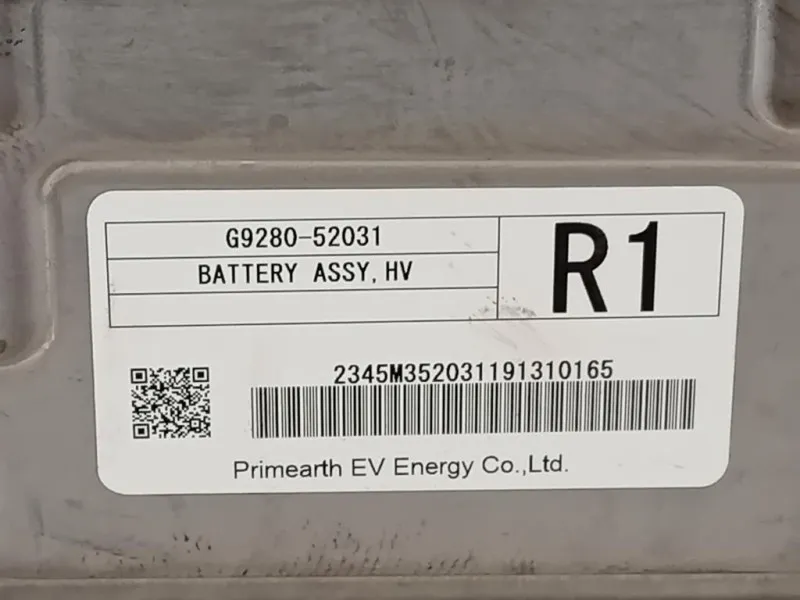 G9280-52031
BATTERY ASSY, HV
R1
2345M352031191310165
Primearth EV Energy Co.,Ltd.